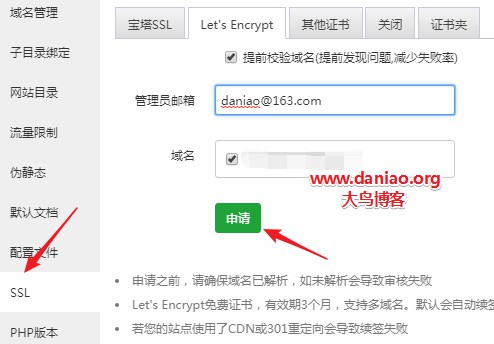 域名管理
子目录绑定
网站目录
流量限制
伪静态
默认文档
配置文件
SSL
PHP版本
宝塔SSL
Let's Encrypt
其他证书
关闭
证书夹
提前校验域名(提前发现问题,减少失败率)
管理员邮箱
daniao@163.com
域名
www.daniao.org
大鸟博客
申请
申请之前，请确保域名已解析，如未解析会导致审核失败
Let's Encrypt免费证书，有效期3个月，支持多域名。默认会自动续签
若您的站点使用了CDN或301重定向会导致续签失败